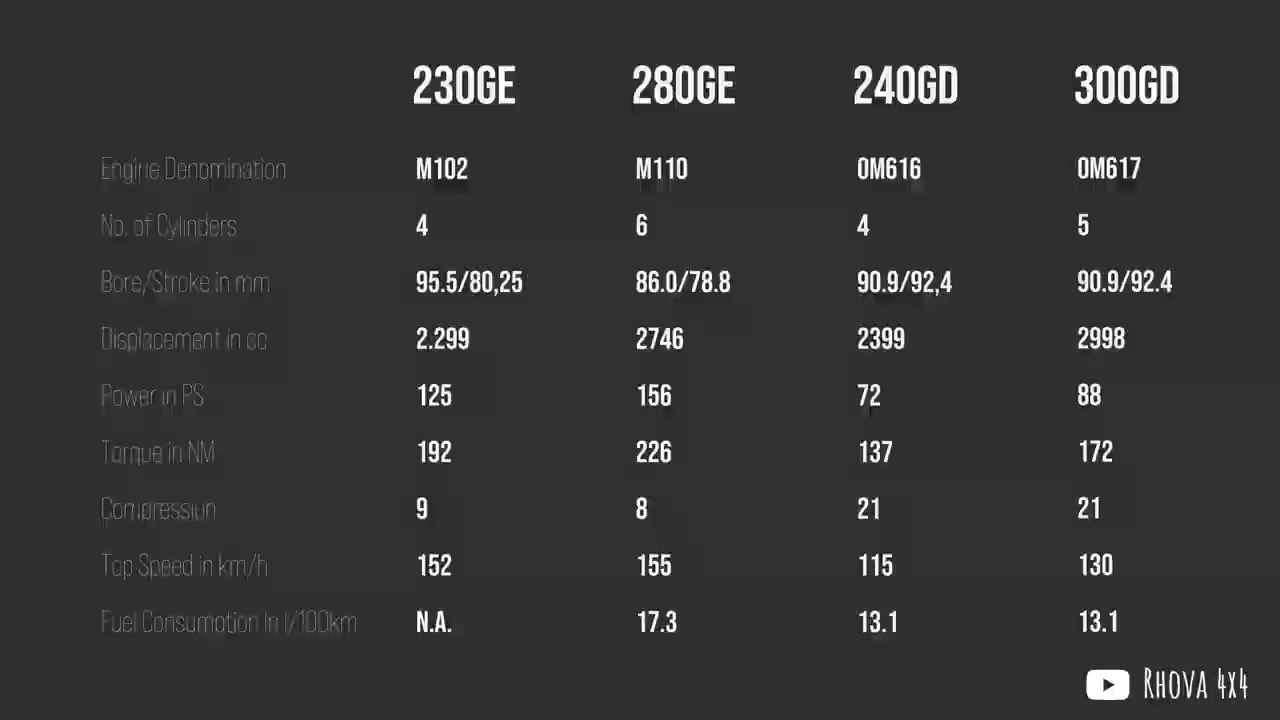 230GE 280GE 240GD 300GD
Engine Denomination M102 M110 OM616 OM617
No. of Cylinders 4 6 4 5
Bore/Stroke in mm 95.5/80,25 86.0/78.8 90.9/92,4 90.9/92.4
Displacement in cc 2.299 2746 2399 2998
Power in PS 125 156 72 88
Torque in NM 192 226 137 172
Compression 9 8 21 21
Top Speed in km/h 152 155 115 130
Fuel Consumption In l/100km N.A. 17.3 13.1 13.1
Rhova 4x4